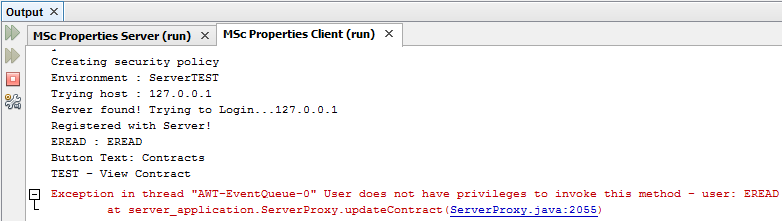 Output
MSc Properties Server (run)
MSc Properties Client (run)
Creating security policy
Environment : ServerTEST
Trying host : 127.0.0.1
Server found! Trying to Login...127.0.0.1
Registered with Server!
EREAD : EREAD
Button Text: Contracts
TEST - View Contract
Exception in thread "AWT-EventQueue-0" User does not have privileges to invoke this method - user: EREAD
at server_application.ServerProxy.updateContract(ServerProxy.java:2055)